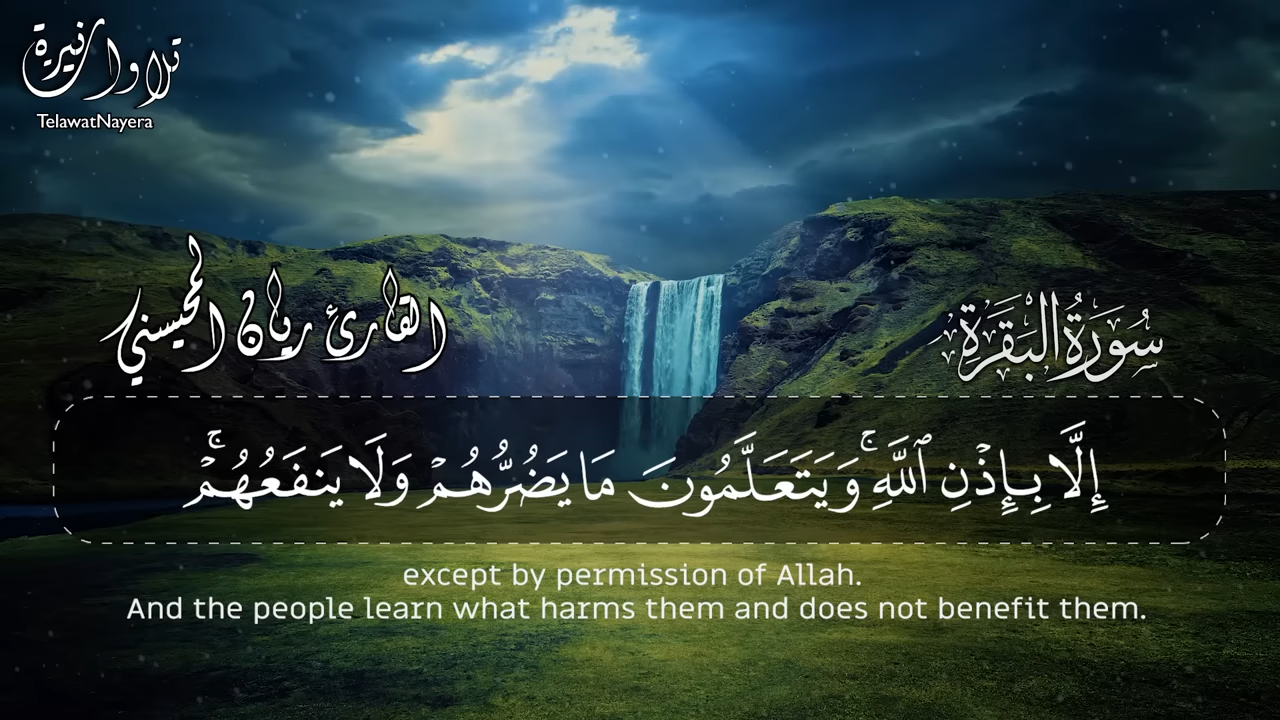 تلاوات نيرة
TelawatNayera
القارئ ريان المحيسني
سُورَةُ البَقَرَةِ
إِلَّا بِإِذْنِ ٱللَّهِۚ وَيَتَعَلَّمُونَ مَا يَضُرُّهُمْ وَلَا يَنفَعُهُمْۚ
except by permission of Allah.
And the people learn what harms them and does not benefit them.